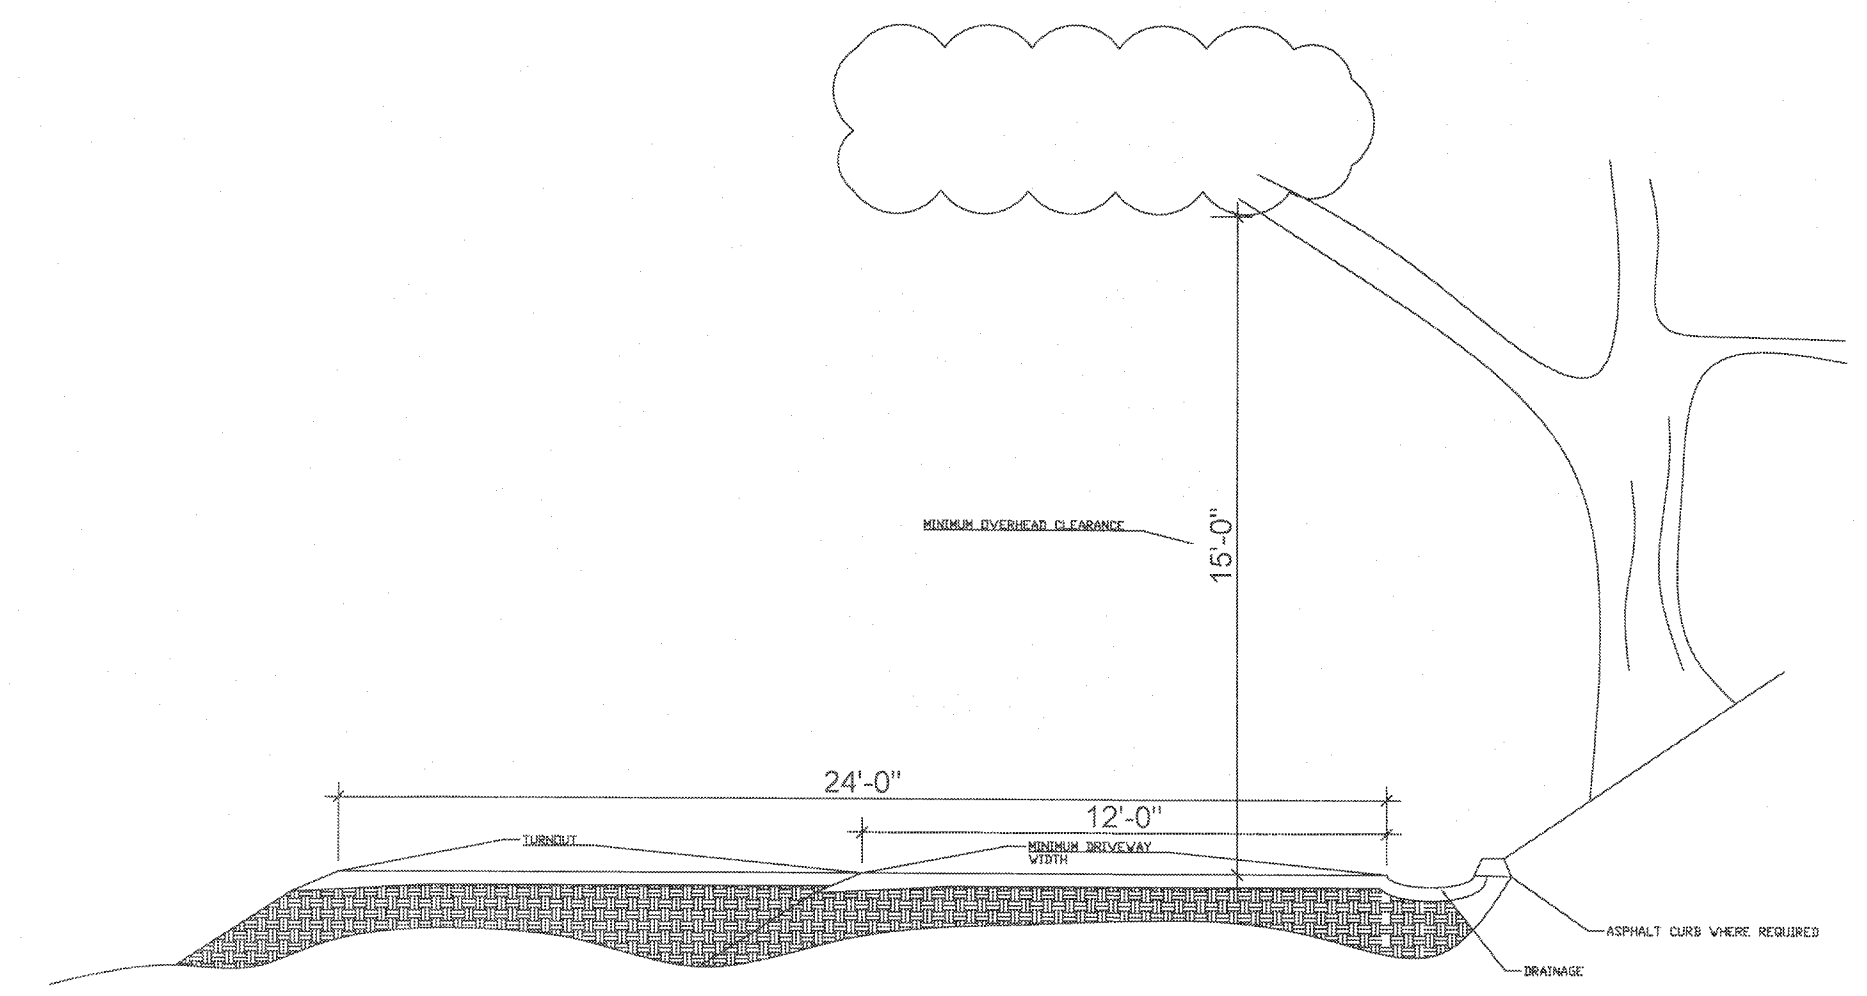 MINIMUM OVERHEAD CLEARANCE
15'-0"
24'-0"
12'-0"
TURNOUT
MINIMUM DRIVEWAY
WIDTH
ASPHALT CURB WHERE REQUIRED
DRAINAGE